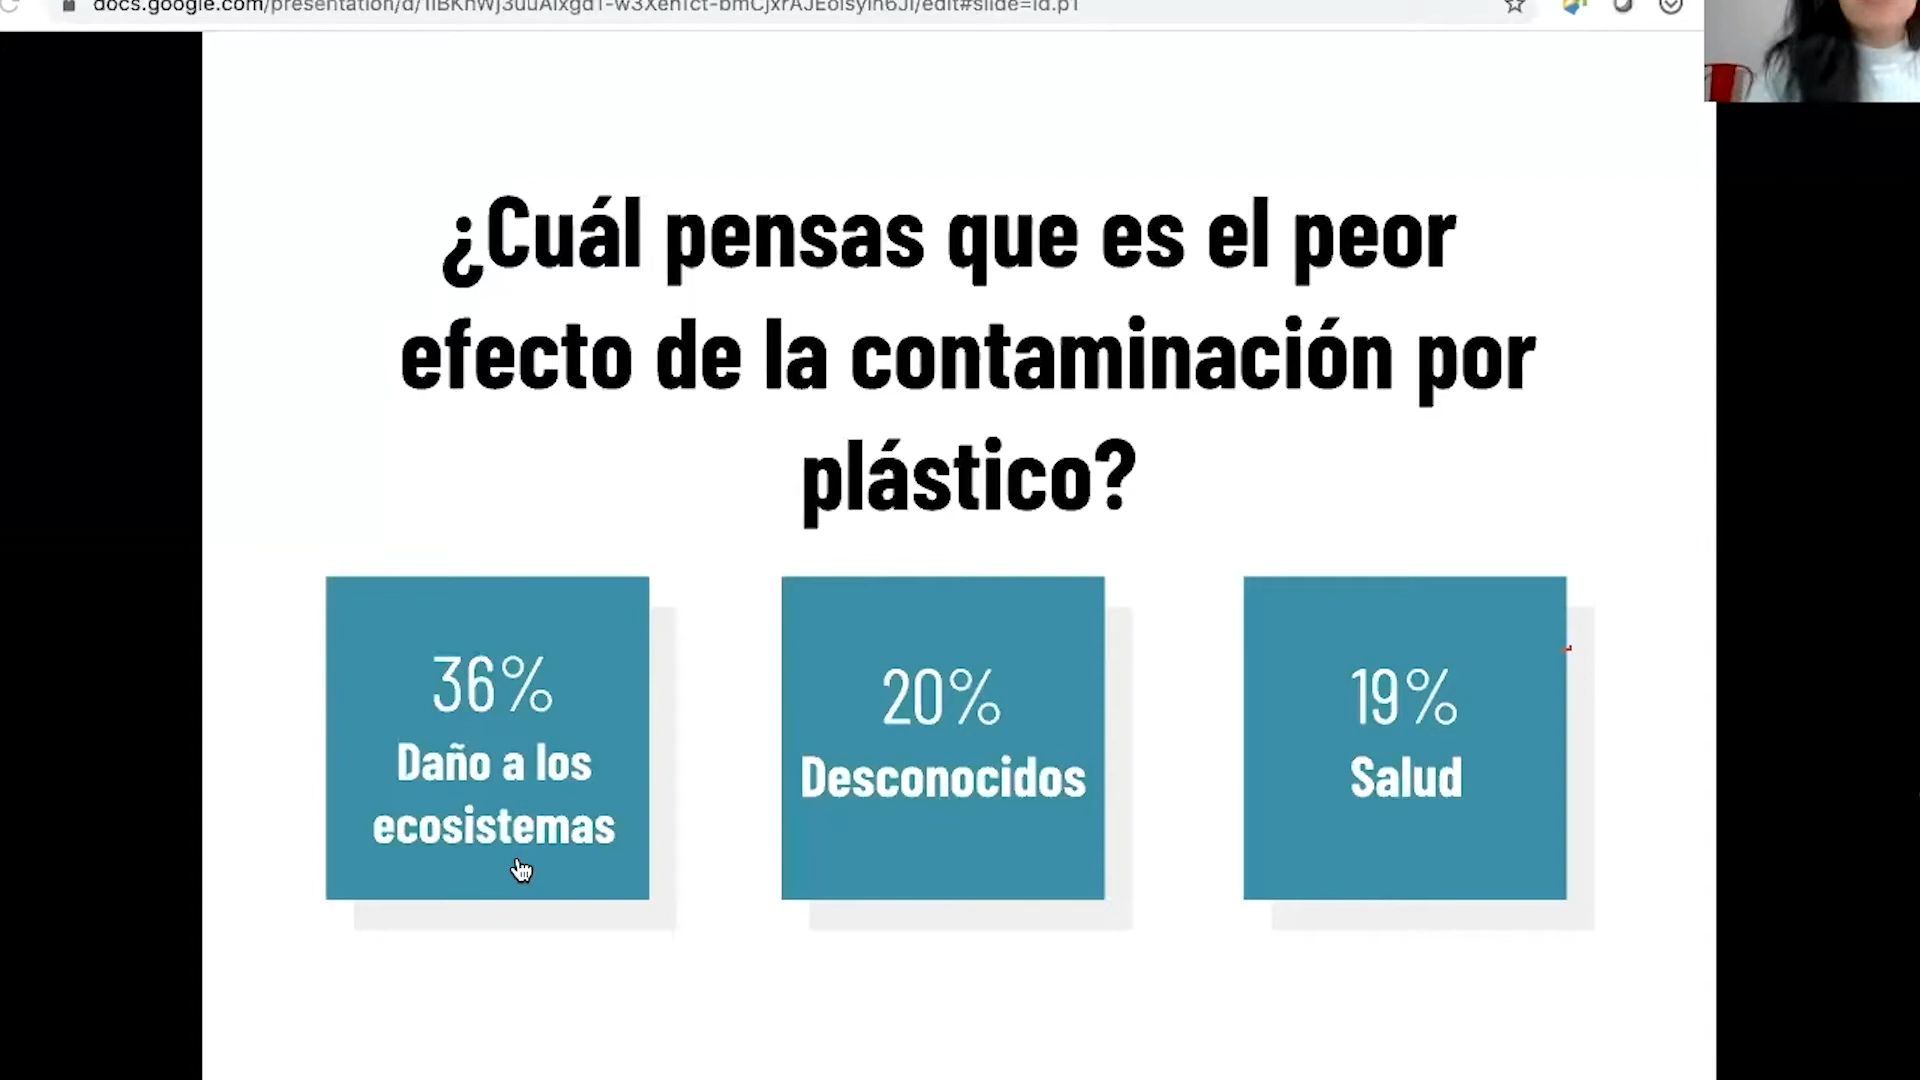 ¿Cuál pensas que es el peor
efecto de la contaminación por
plástico?
36%
Daño a los
ecosistemas
20%
Desconocidos
19%
Salud